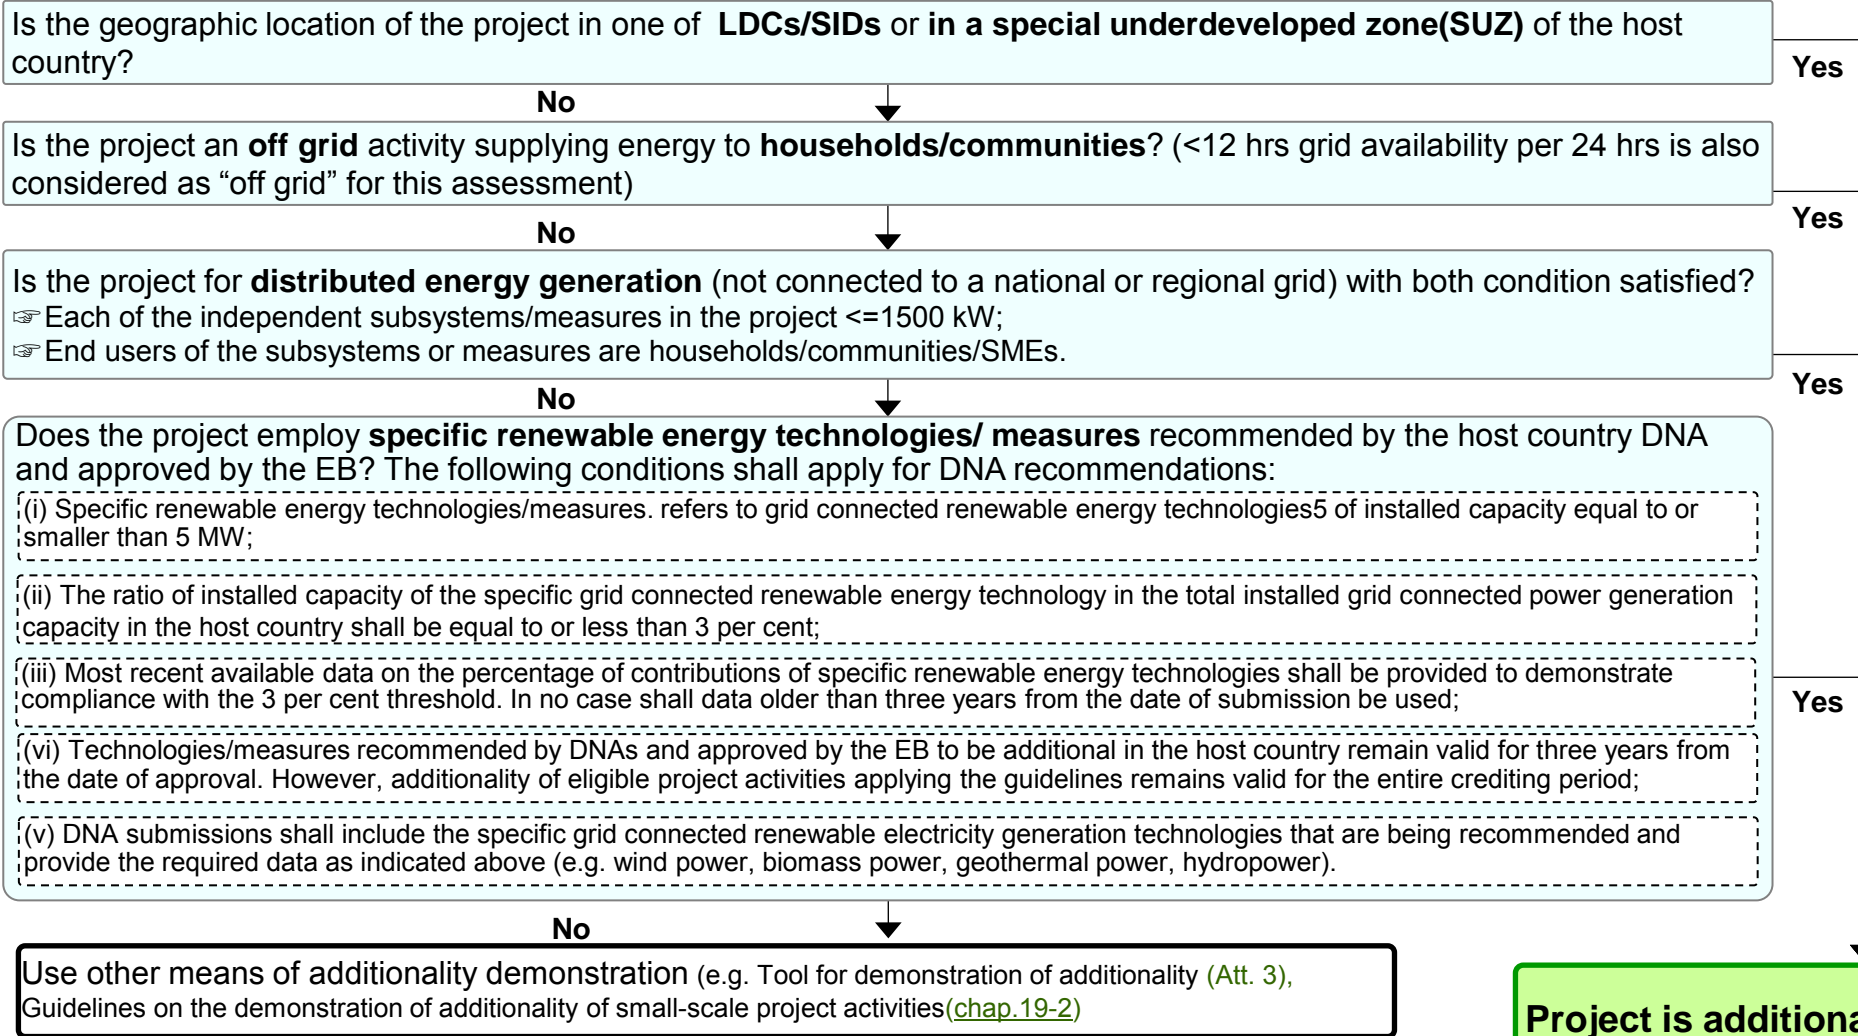 Is the geographic location of the project in one of LDCs/SIDs or in a special underdeveloped zone(SUZ) of the host
country?
Yes
No
Is the project an off grid activity supplying energy to households/communities? (<12 hrs grid availability per 24 hrs is also
considered as “off grid” for this assessment)
Yes
No
Is the project for distributed energy generation (not connected to a national or regional grid) with both condition satisfied?
☞Each of the independent subsystems/measures in the project <=1500 kW;
☞End users of the subsystems or measures are households/communities/SMEs.
Yes
No
Does the project employ specific renewable energy technologies/ measures recommended by the host country DNA
and approved by the EB? The following conditions shall apply for DNA recommendations:
(i) Specific renewable energy technologies/measures. refers to grid connected renewable energy technologies5 of installed capacity equal to or
smaller than 5 MW;
(ii) The ratio of installed capacity of the specific grid connected renewable energy technology in the total installed grid connected power generation
capacity in the host country shall be equal to or less than 3 per cent;
(iii) Most recent available data on the percentage of contributions of specific renewable energy technologies shall be provided to demonstrate
compliance with the 3 per cent threshold. In no case shall data older than three years from the date of submission be used;
Yes
(vi) Technologies/measures recommended by DNAs and approved by the EB to be additional in the host country remain valid for three years from
the date of approval. However, additionality of eligible project activities applying the guidelines remains valid for the entire crediting period;
(v) DNA submissions shall include the specific grid connected renewable electricity generation technologies that are being recommended and
provide the required data as indicated above (e.g. wind power, biomass power, geothermal power, hydropower).
No
Use other means of additionality demonstration (e.g. Tool for demonstration of additionality (Att. 3),
Guidelines on the demonstration of additionality of small-scale project activities(chap.19-2)
Project is additiona